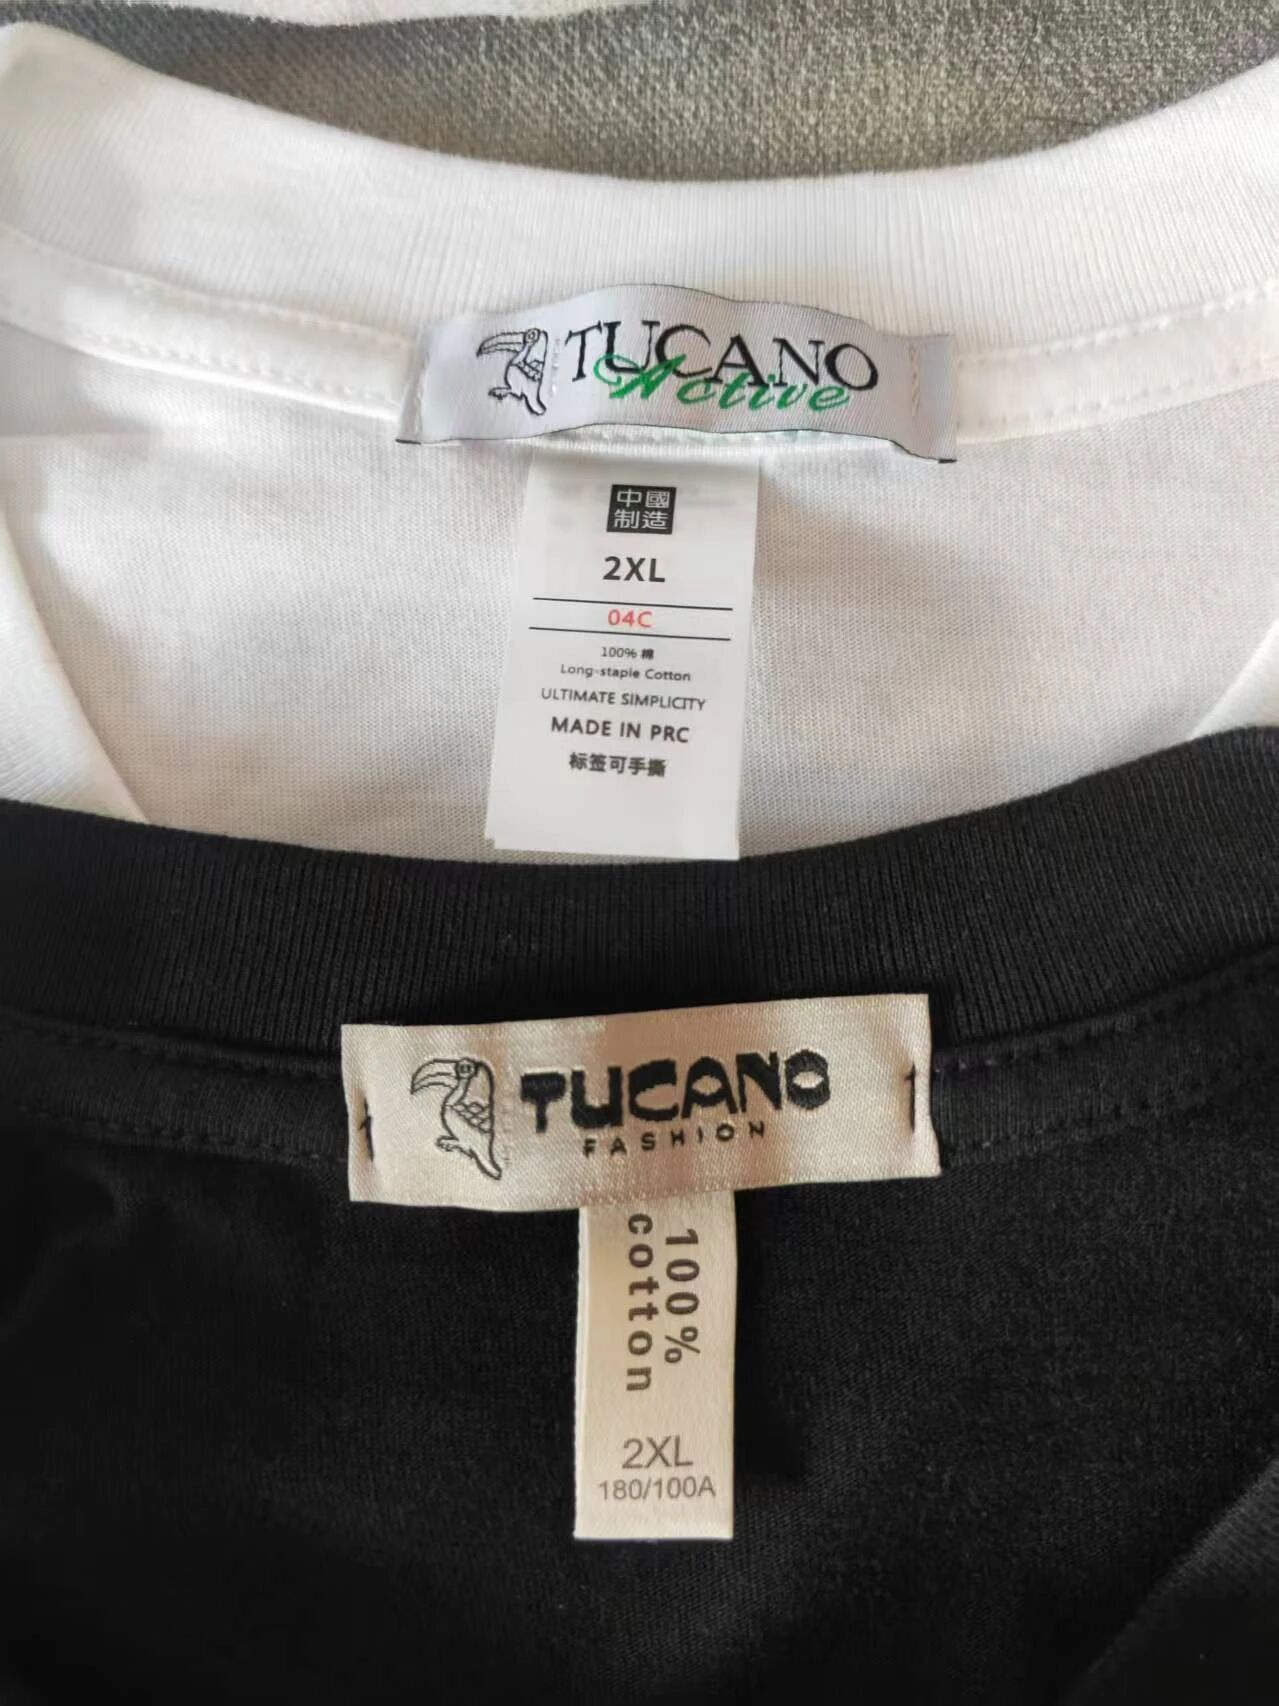 TUCANO
Active
中國
制造
2XL
04C
100% 棉
Long-staple Cotton
ULTIMATE SIMPLICITY
MADE IN PRC
标签可手撕
TUCANO
FASHION
100%
cotton
2XL
180/100A